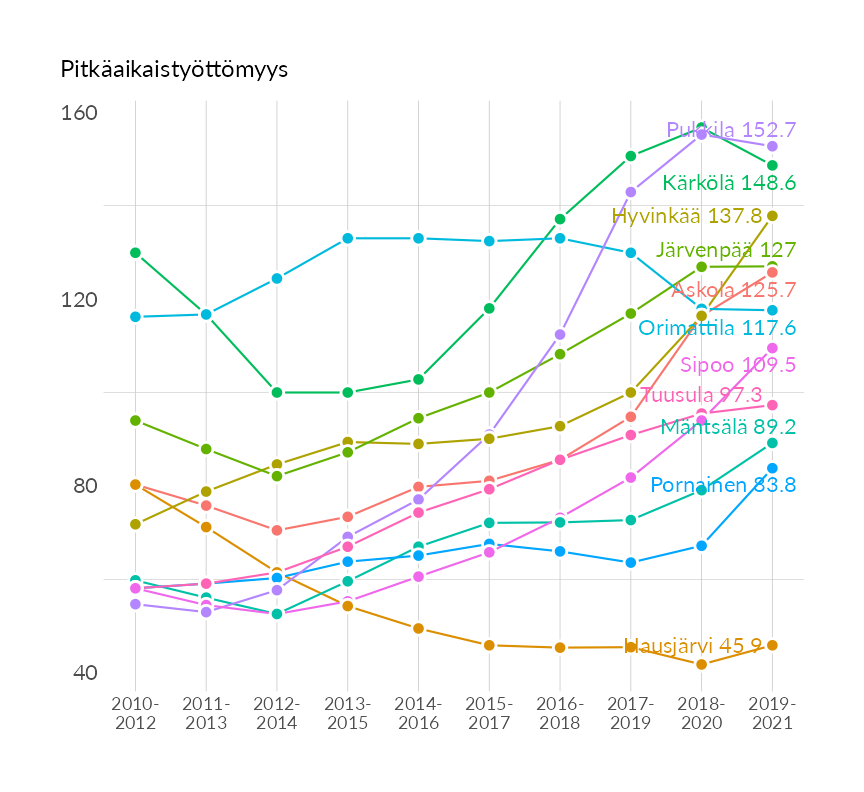 Pitkäaikaistyöttömyys
160
120
80
40
Pukkila 152.7
Kärkölä 148.6
Hyvinkää 137.8
Järvenpää 127
Askola 125.7
Orimattila 117.6
Sipoo 109.5
Tuusula 97.3
Mäntsälä 89.2
Pornainen 83.8
Hausjärvi 45.9
2010-
2012
2011-
2013
2012-
2014
2013-
2015
2014-
2016
2015-
2017
2016-
2018
2017-
2019
2018-
2020
2019-
2021